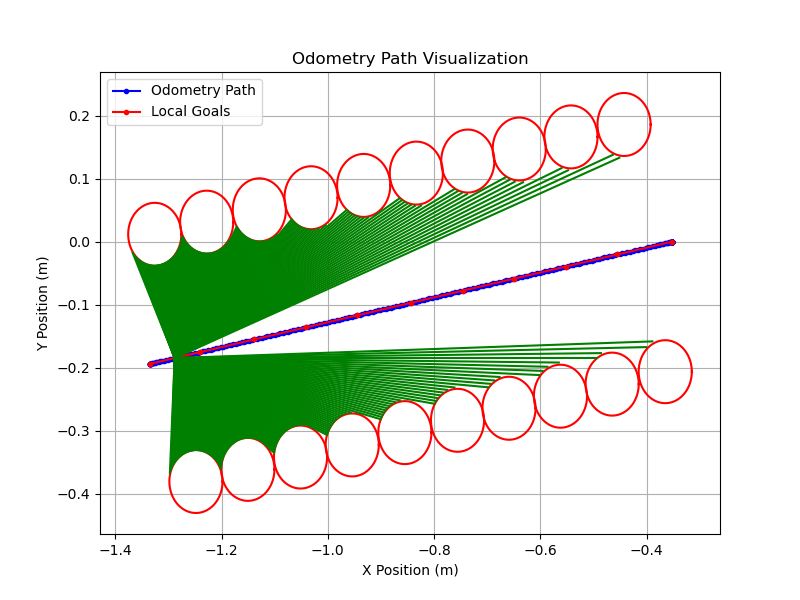 Odometry Path Visualization
Odometry Path
Local Goals
Y Position (m)
0.2
0.1
0.0
−0.1
−0.2
−0.3
−0.4
−1.4 −1.2 −1.0 −0.8 −0.6 −0.4
X Position (m)